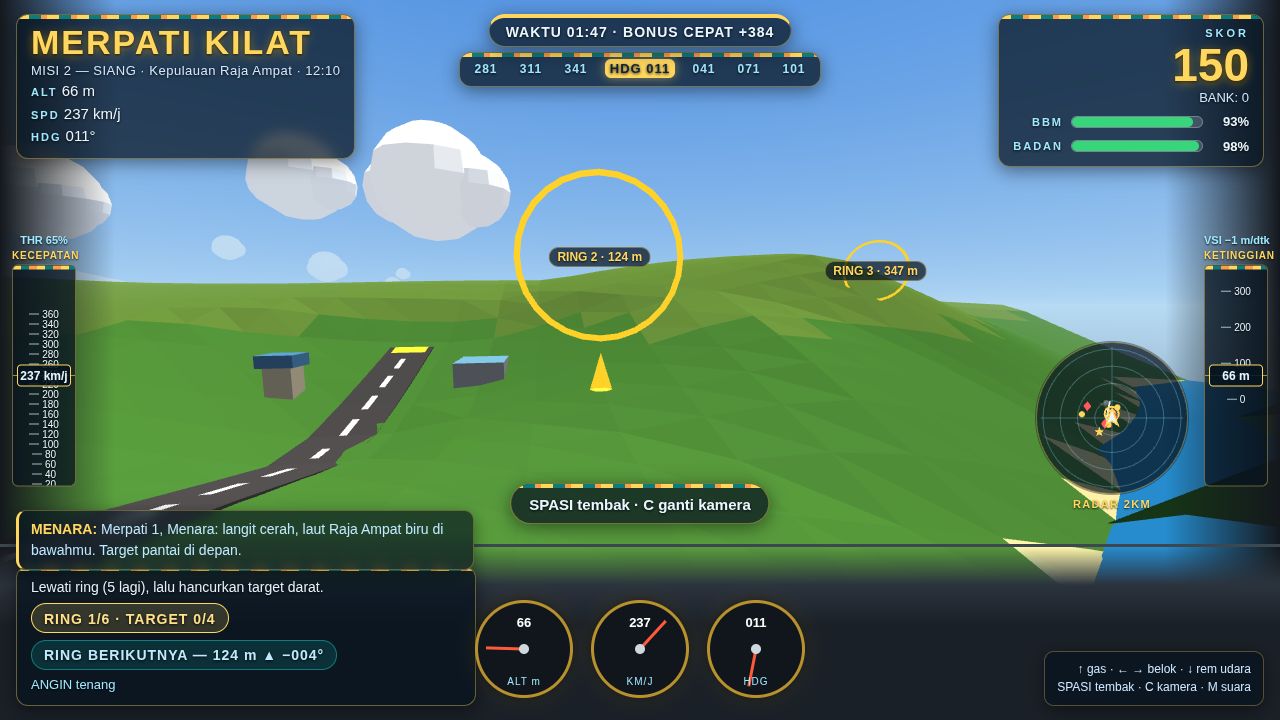 MERPATI KILAT
MISI 2 — SIANG · Kepulauan Raja Ampat · 12:10
ALT 66 m
SPD 237 km/j
HDG 011°
WAKTU 01:47 · BONUS CEPAT +384
281 311 341 HDG 011 041 071 101
SKOR
150
BANK: 0
BBM 93%
BADAN 98%
THR 65%
KECEPATAN
360
340
320
300
280
237 km/j
200
180
160
140
120
100
80
60
40
20
RING 2 · 124 m
RING 3 · 347 m
VSI −1 m/dtk
KETINGGIAN
300
200
100
66 m
0
RADAR 2KM
SPASI tembak · C ganti kamera
MENARA: Merpati 1, Menara: langit cerah, laut Raja Ampat biru di
bawahmu. Target pantai di depan.
Lewati ring (5 lagi), lalu hancurkan target darat.
RING 1/6 · TARGET 0/4
RING BERIKUTNYA — 124 m ▲ −004°
ANGIN tenang
66
ALT m
237
KM/J
011
HDG
↑ gas · ← → belok · ↓ rem udara
SPASI tembak · C kamera · M suara